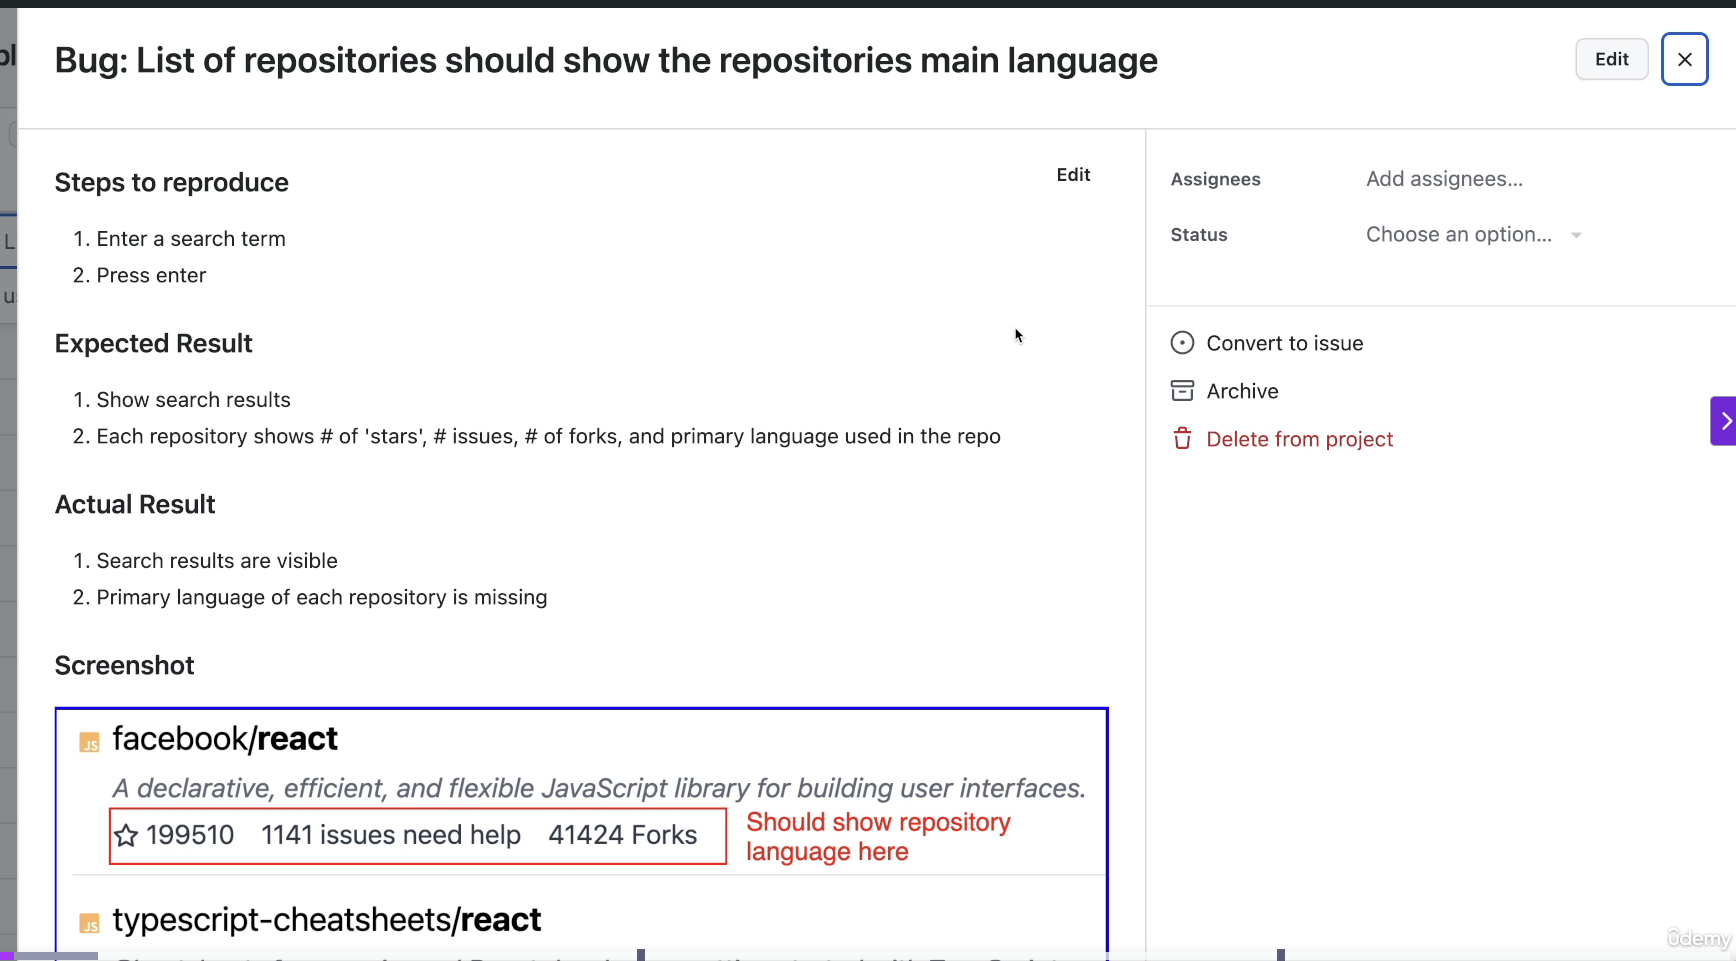 Bug: List of repositories should show the repositories main language
Edit
Steps to reproduce
Edit
1. Enter a search term
2. Press enter
Expected Result
1. Show search results
2. Each repository shows # of 'stars', # issues, # of forks, and primary language used in the repo
Actual Result
1. Search results are visible
2. Primary language of each repository is missing
Screenshot
JS facebook/react
A declarative, efficient, and flexible JavaScript library for building user interfaces.
199510 1141 issues need help 41424 Forks
Should show repository
language here
JS typescript-cheatsheets/react
Assignees Add assignees...
Status Choose an option...
Convert to issue
Archive
Delete from project
ûdemy